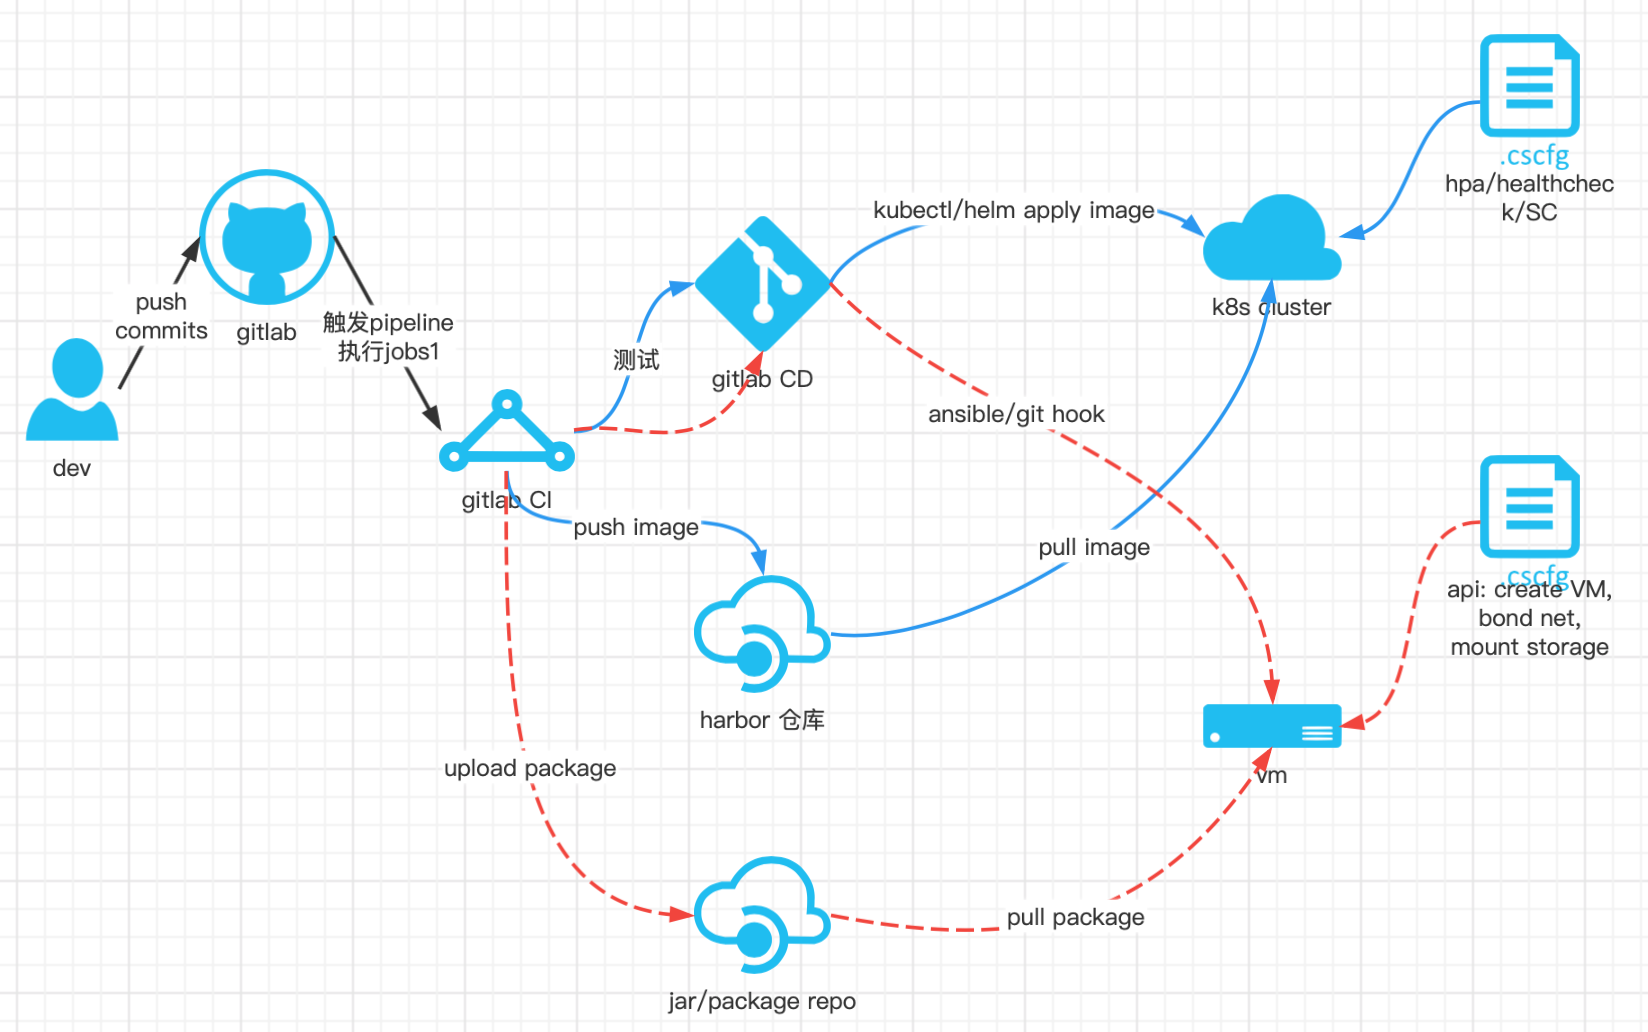 .cscfg
hpa/healthchec
k/SC
kubectl/helm apply image
push
commits
gitlab
触发pipeline
执行jobs1
k8s cluster
测试
gitlab CD
ansible/git hook
dev
gitlab CI
push image
pull image
.cscfg
api: create VM,
bond net,
mount storage
harbor 仓库
upload package
vm
pull package
jar/package repo